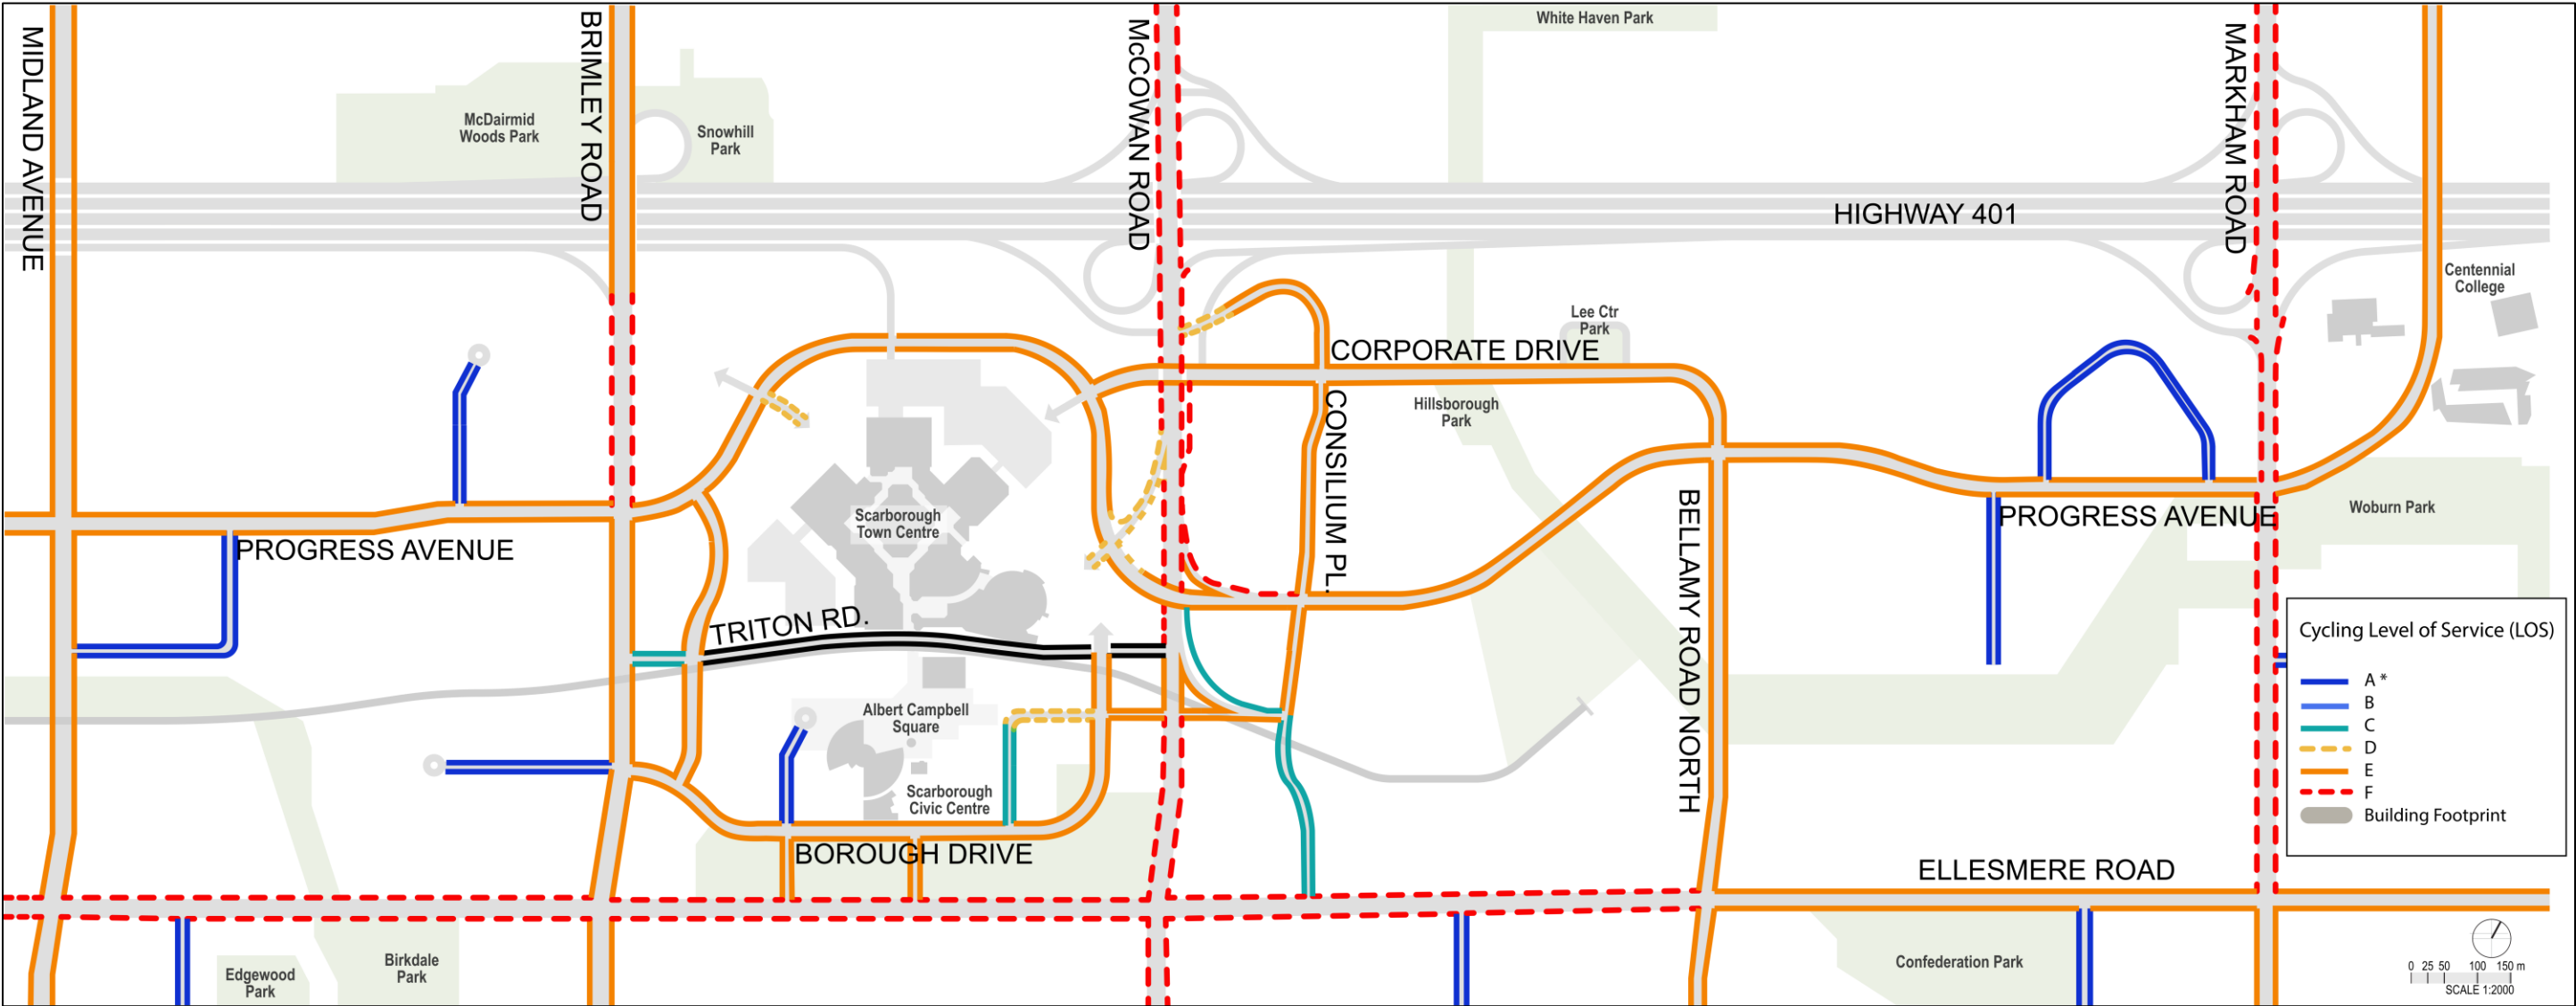 MIDLAND AVENUE
BRIMLEY ROAD
McCOWAN ROAD
MARKHAM ROAD
White Haven Park
McDairmid
Woods Park
Snowhill
Park
HIGHWAY 401
Centennial
College
Lee Ctr
Park
CORPORATE DRIVE
Hillsborough
Park
CONSILIUM PL.
BELLAMY ROAD NORTH
Scarborough
Town Centre
PROGRESS AVENUE
PROGRESS AVENUE
Woburn Park
TRITON RD.
Albert Campbell
Square
Scarborough
Civic Centre
BOROUGH DRIVE
ELLESMERE ROAD
Cycling Level of Service (LOS)
A *
B
C
D
E
F
Building Footprint
Edgewood
Park
Birkdale
Park
Confederation Park
0 25 50 100 150 m
SCALE 1:2000